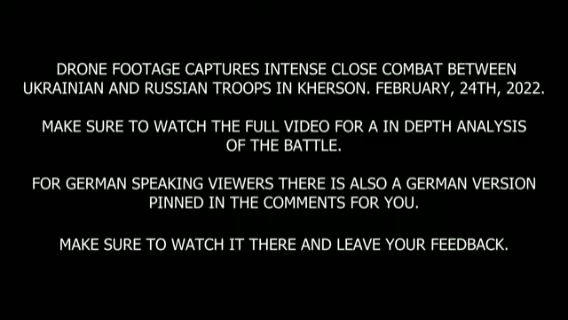 DRONE FOOTAGE CAPTURES INTENSE CLOSE COMBAT BETWEEN
UKRAINIAN AND RUSSIAN TROOPS IN KHERSON. FEBRUARY, 24TH, 2022.
MAKE SURE TO WATCH THE FULL VIDEO FOR A IN DEPTH ANALYSIS
OF THE BATTLE.
FOR GERMAN SPEAKING VIEWERS THERE IS ALSO A GERMAN VERSION
PINNED IN THE COMMENTS FOR YOU.
MAKE SURE TO WATCH IT THERE AND LEAVE YOUR FEEDBACK.